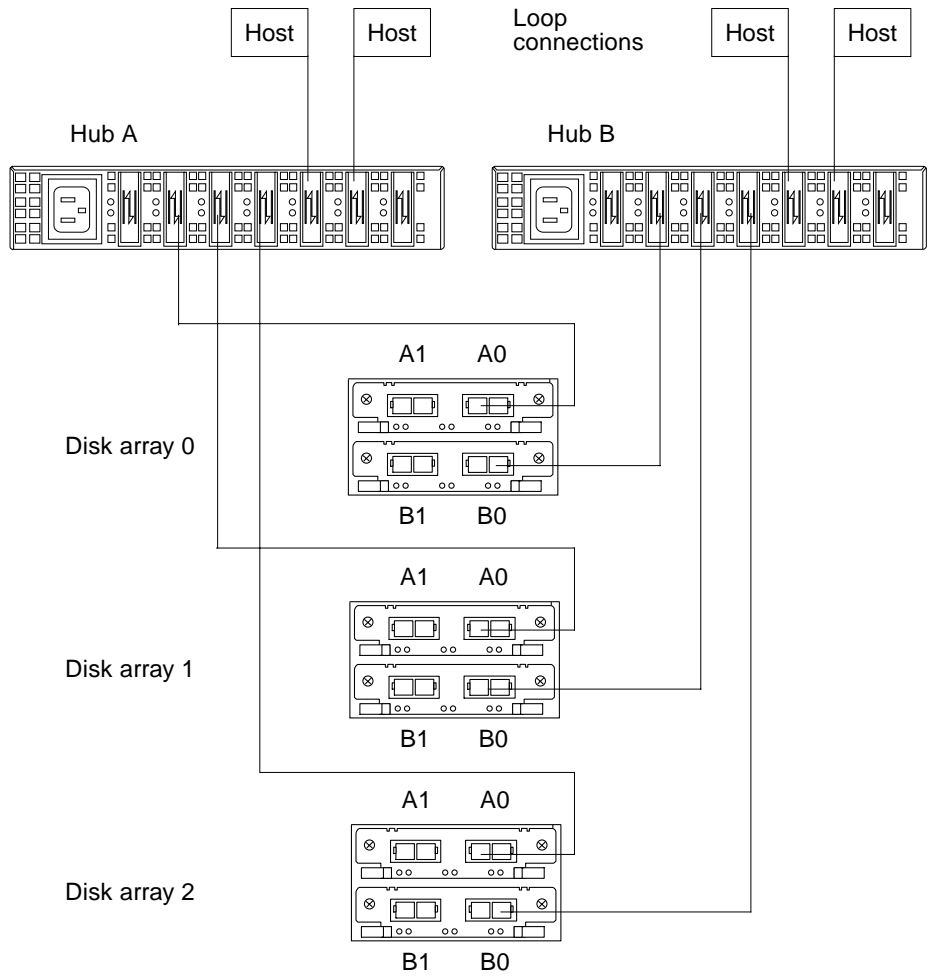 Host
Host
Loop
connections
Host
Host
Hub A
Hub B
A1
A0
Disk array 0
B1
B0
A1
A0
Disk array 1
B1
B0
A1
A0
Disk array 2
B1
B0